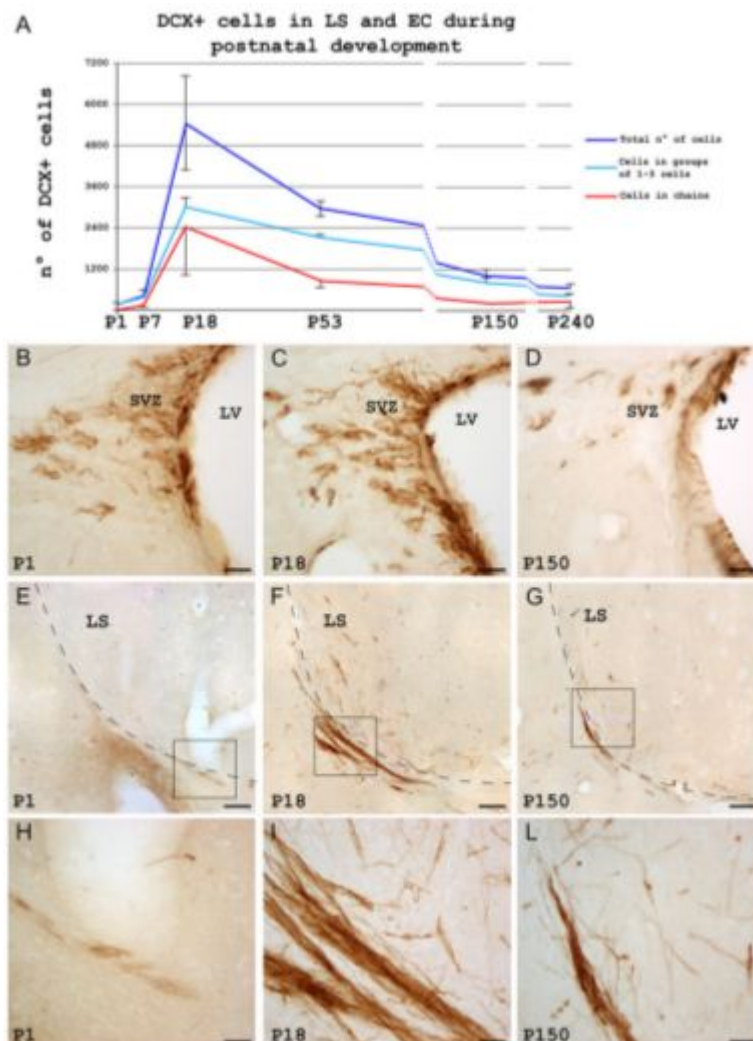 A
DCX+ cells in LS and EC during
postnatal development
n° of DCX+ cells
7200
6000
4800
3600
2400
1200
P1 P7 P18 P53 P150 P240
Total n° of cells
Cells in groups
of 1-5 cells
Cells in chains
B
SVZ
LV
P1
C
SVZ
LV
P18
D
SVZ
LV
P150
E
LS
P1
F
LS
P18
G
LS
P150
H
P1
I
P18
L
P150